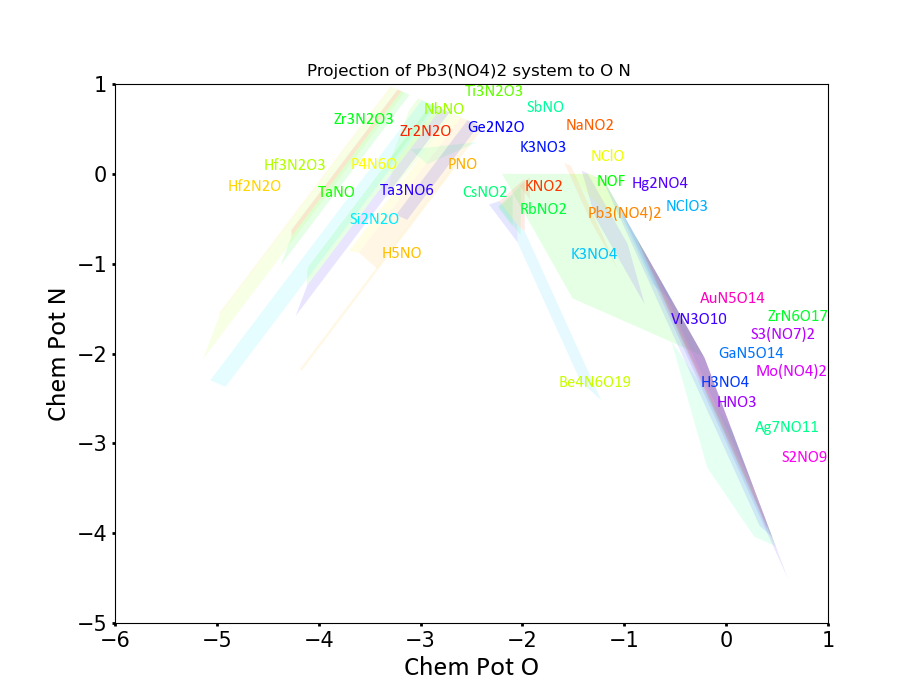 Projection of Pb3(NO4)2 system to O N
Ti3N2O3
NbNO
SbNO
Zr3N2O3
Zr2N2O
Ge2N2O
NaNO2
K3NO3
NClO
Hf3N2O3
P4N6O
PNO
Hf2N2O
TaNO
Ta3NO6
CsNO2
KNO2
NOF
Hg2NO4
Si2N2O
RbNO2
Pb3(NO4)2
NClO3
H5NO
K3NO4
AuN5O14
VN3O10
ZrN6O17
S3(NO7)2
GaN5O14
Mo(NO4)2
Be4N6O19
H3NO4
HNO3
Ag7NO11
S2NO9
1
0
−1
−2
−3
−4
−5
Chem Pot N
−6
−5
−4
−3
−2
−1
0
1
Chem Pot O